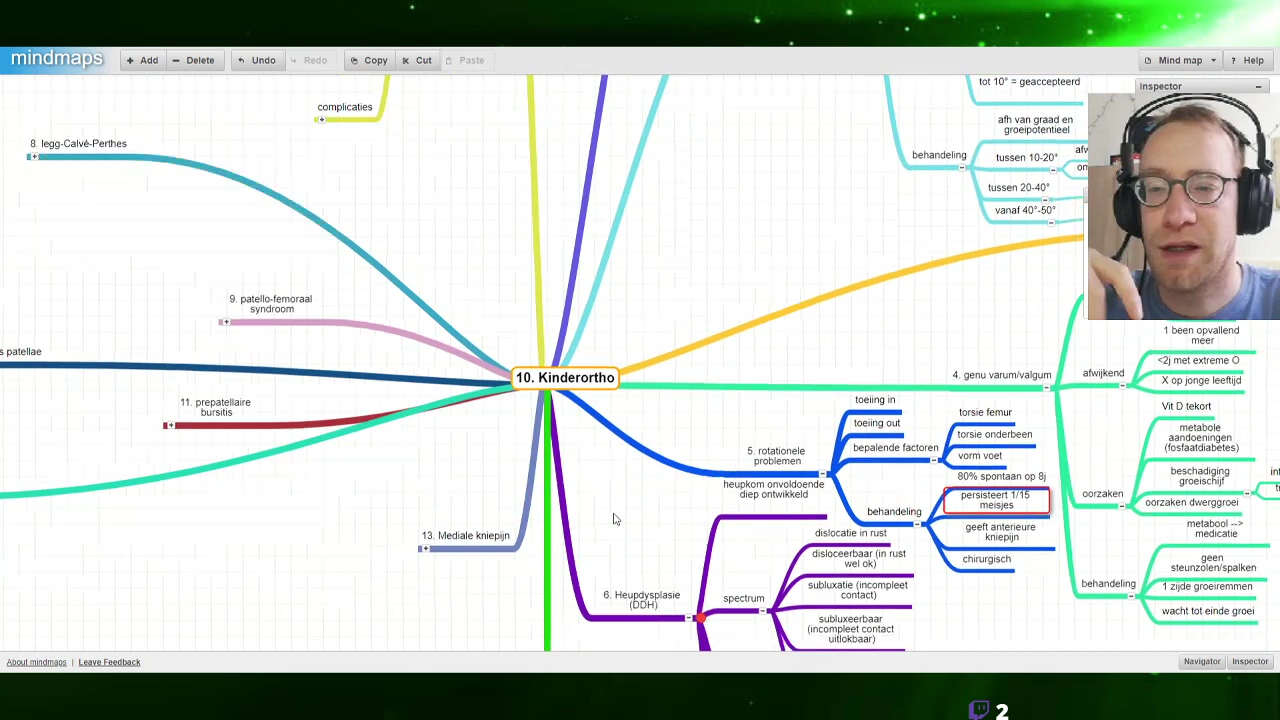 mindmaps
Add
Delete
Undo
Redo
Copy
Cut
Paste
Mind map
Help
Inspector
complicaties
tot 10° = geaccepteerd
afh van graad en
groeipotentieel
behandeling
tussen 10-20°
tussen 20-40°
vanaf 40°-50°
8. legg-Calvé-Perthes
9. patello-femoraal
syndroom
s patellae
10. Kinderortho
11. prepatellaire
bursitis
13. Mediale kniepijn
4. genu varum/valgum
1 been opvallend
meer
afwijkend
<2j met extreme O
X op jonge leeftijd
Vit D tekort
metabole
aandoeningen
(fosfaatdiabetes)
beschadiging
groeischijf
oorzaken
oorzaken dwerggroei
metabool -->
medicatie
geen
steunzolen/spalken
behandeling
1 zijde groeiremmen
wacht tot einde groei
toeiing in
toeiing out
5. rotationele
problemen
bepalende factoren
torsie femur
torsie onderbeen
vorm voet
behandeling
80% spontaan op 8j
persisteert 1/15
meisjes
geeft anterieure
kniepijn
chirurgisch
heupkom onvoldoende
diep ontwikkeld
6. Heupdysplasie
(DDH)
spectrum
dislocatie in rust
disloceerbaar (in rust
wel ok)
subluxatie (incompleet
contact)
subluxeerbaar
(incompleet contact
uitlokbaar)
About mindmaps | Leave Feedback
Navigator
Inspector
2